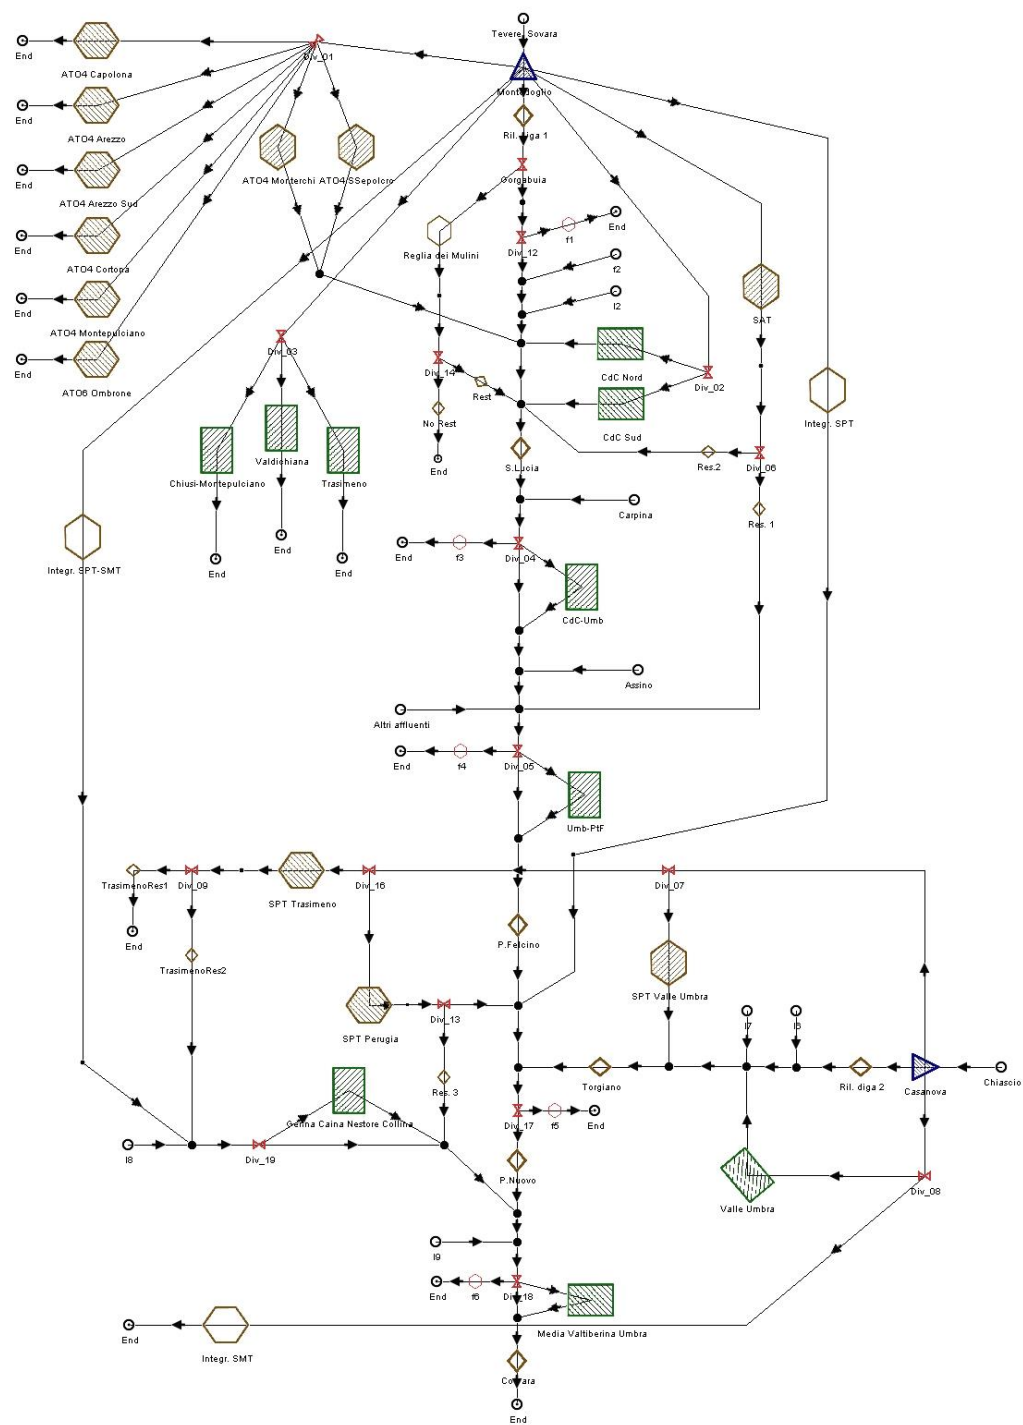 Tevere, Sovara
End
Div_01
ATO4 Capolona
Montedoglio
End
ATO4 Arezzo
Ril. diga 1
End
ATO4 Monterchi
ATO4 SSepolcro
Gorgabuia
ATO4 Arezzo Sud
End
f1
End
Reglia dei Mulini
Div_12
ATO4 Cortona
f2
End
I2
SAT
ATO4 Montepulciano
Div_03
End
Div_14
CdC Nord
Div_02
ATO6 Ombrone
Rest
No Rest
CdC Sud
Integr. SPT
Valdichiana
End
S.Lucia
Res.2
Div_06
Chiusi-Montepulciano
Trasimeno
Carpina
Res. 1
End
End
End
End
f3
Div_04
Integr. SPT-SMT
CdC-Umb
Assino
Altri affluenti
End
f4
Div_05
Umb-PtF
TrasimenoRes1
Div_09
SPT Trasimeno
Div_16
Div_07
End
P.Felcino
TrasimenoRes2
SPT Valle Umbra
Div_13
SPT Perugia
I7
Res. 3
Torgiano
Ril. diga 2
Casanova
Chiascio
Genna Caina Nestore Collina
Div_17
f5
End
I8
Div_19
P.Nuovo
Valle Umbra
Div_08
I9
End
f6
Div_18
Media Valtiberina Umbra
End
Integr. SMT
End